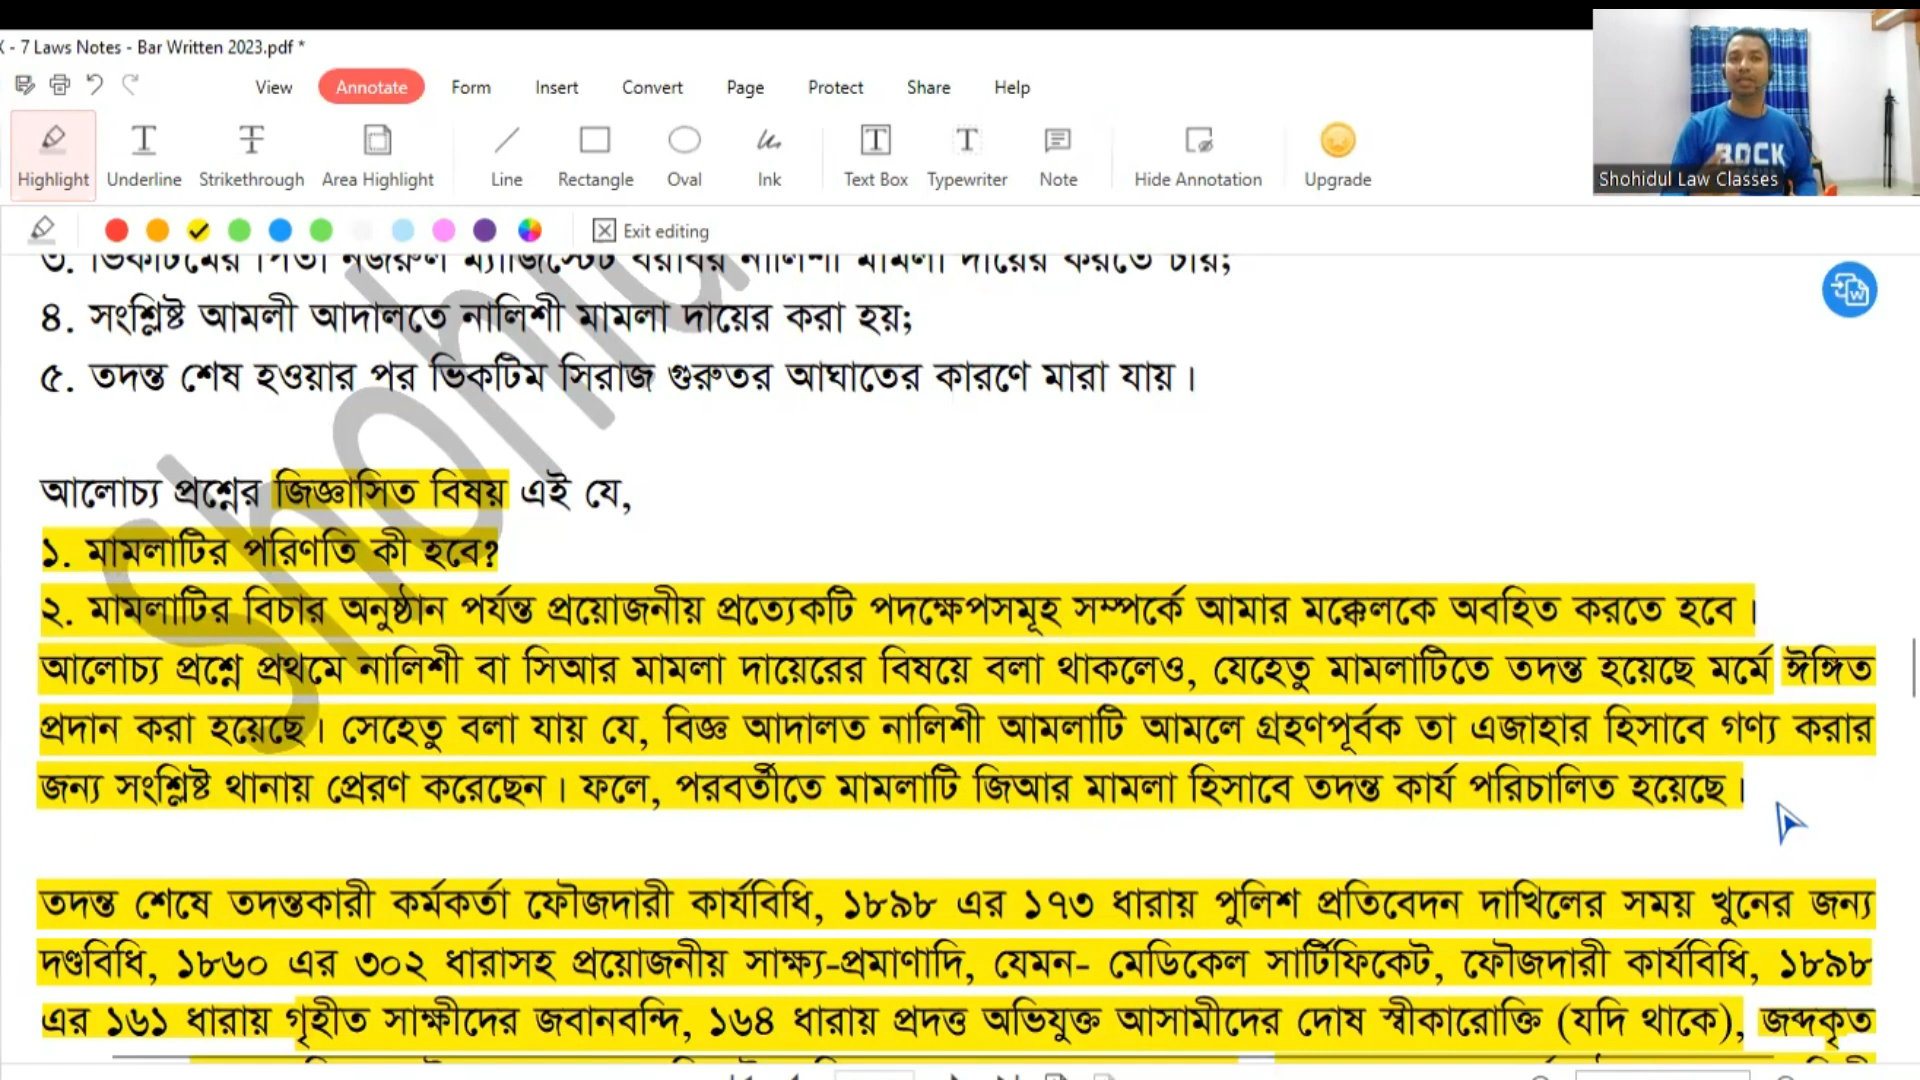 - 7 Laws Notes - Bar Written 2023.pdf *
View Annotate Form Insert Convert Page Protect Share Help
Highlight Underline Strikethrough Area Highlight Line Rectangle Oval Ink Text Box Typewriter Note Hide Annotation Upgrade
ROCK
Shohidul Law Classes
Exit editing
৩. ভিকটিমের পিতা নজরুল ম্যাজিস্ট্রেট বরাবর নালিশী মামলা দায়ের করতে চায়;
৪. সংশ্লিষ্ট আমলী আদালতে নালিশী মামলা দায়ের করা হয়;
৫. তদন্ত শেষ হওয়ার পর ভিকটিম সিরাজ গুরুতর আঘাতের কারণে মারা যায়।
আলোচ্য প্রশ্নের জিজ্ঞাসিত বিষয় এই যে,
১. মামলাটির পরিণতি কী হবে?
২. মামলাটির বিচার অনুষ্ঠান পর্যন্ত প্রয়োজনীয় প্রত্যেকটি পদক্ষেপসমূহ সম্পর্কে আমার মক্কেলকে অবহিত করতে হবে।
আলোচ্য প্রশ্নে প্রথমে নালিশী বা সিআর মামলা দায়েরের বিষয়ে বলা থাকলেও, যেহেতু মামলাটিতে তদন্ত হয়েছে মর্মে ঈঙ্গিত
প্রদান করা হয়েছে। সেহেতু বলা যায় যে, বিজ্ঞ আদালত নালিশী আমলাটি আমলে গ্রহণপূর্বক তা এজাহার হিসাবে গণ্য করার
জন্য সংশ্লিষ্ট থানায় প্রেরণ করেছেন। ফলে, পরবর্তীতে মামলাটি জিআর মামলা হিসাবে তদন্ত কার্য পরিচালিত হয়েছে।
তদন্ত শেষে তদন্তকারী কর্মকর্তা ফৌজদারী কার্যবিধি, ১৮৯৮ এর ১৭৩ ধারায় পুলিশ প্রতিবেদন দাখিলের সময় খুনের জন্য
দণ্ডবিধি, ১৮৬০ এর ৩০২ ধারাসহ প্রয়োজনীয় সাক্ষ্য-প্রমাণাদি, যেমন- মেডিকেল সার্টিফিকেট, ফৌজদারী কার্যবিধি, ১৮৯৮
এর ১৬১ ধারায় গৃহীত সাক্ষীদের জবানবন্দি, ১৬৪ ধারায় প্রদত্ত অভিযুক্ত আসামীদের দোষ স্বীকারোক্তি (যদি থাকে), জব্দকৃত